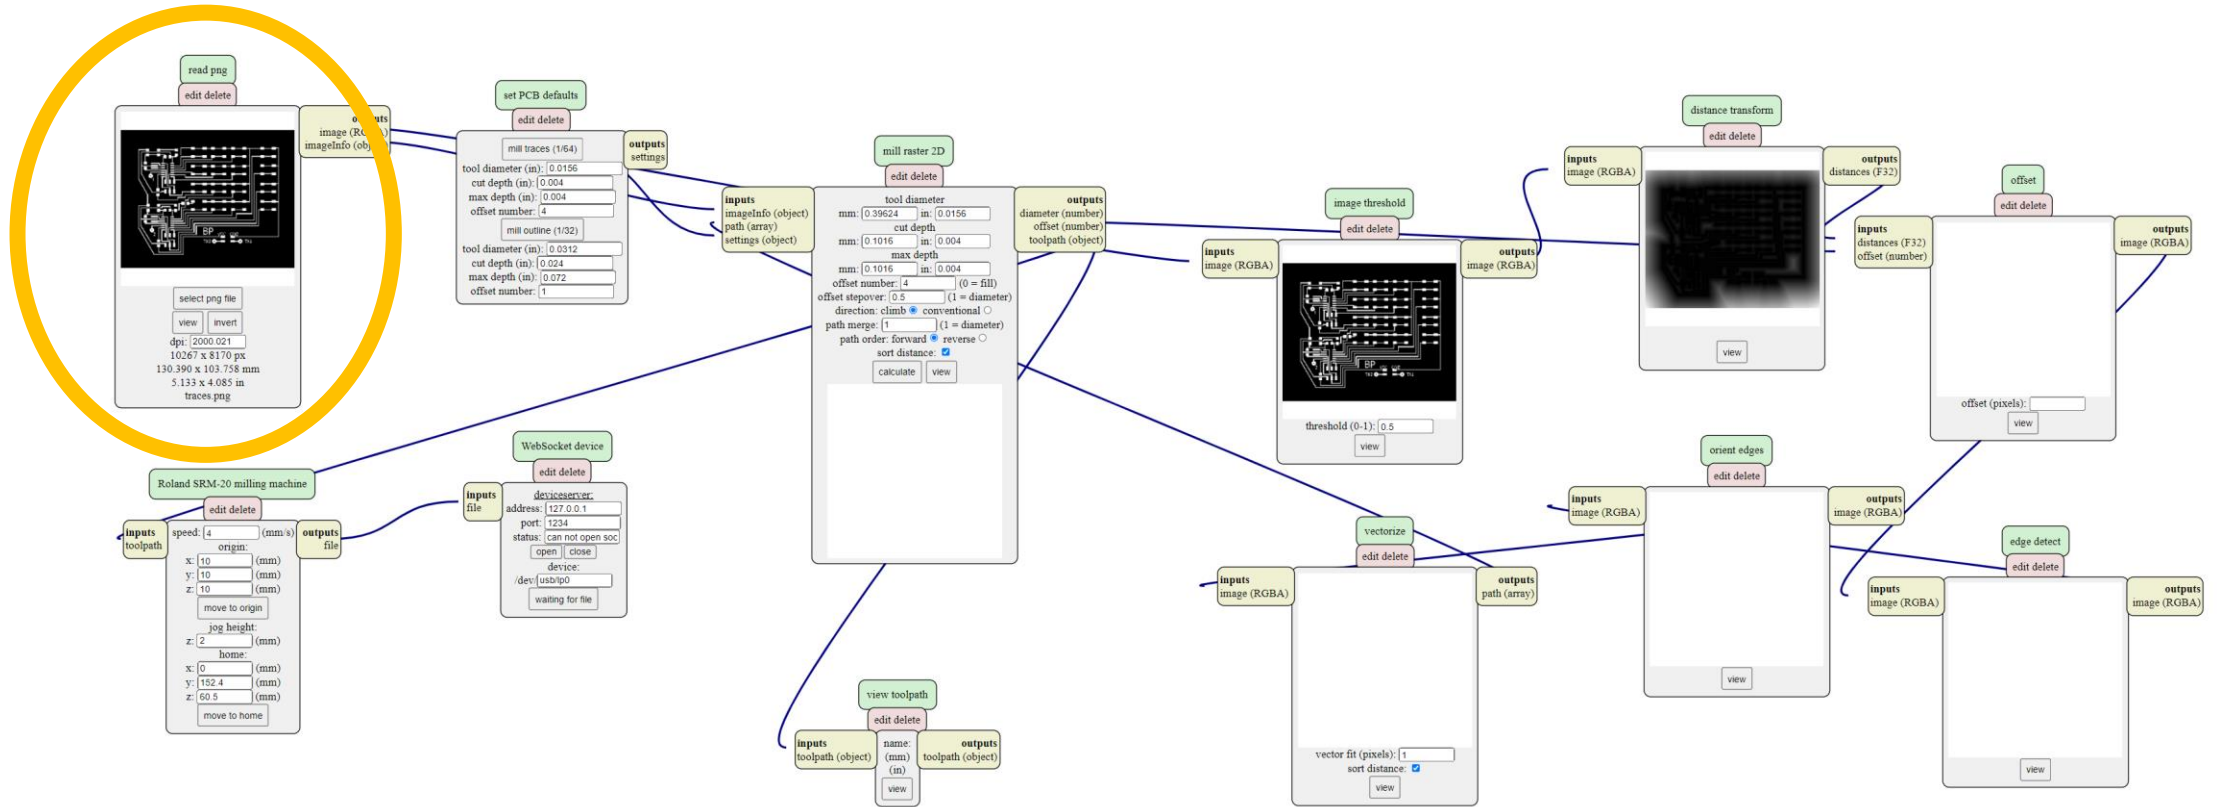 read png
edit delete
outputs
image (RGBA)
imageInfo (object)
BP
select png file
view invert
dpi: 2000.021
10267 x 8170 px
130.390 x 103.758 mm
5.133 x 4.085 in
traces.png
set PCB defaults
edit delete
outputs
settings
mill traces (1/64)
tool diameter (in): 0.0156
cut depth (in): 0.004
max depth (in): 0.004
offset number: 4
mill outline (1/32)
tool diameter (in): 0.0312
cut depth (in): 0.024
max depth (in): 0.072
offset number: 1
mill raster 2D
edit delete
inputs
imageInfo (object)
path (array)
settings (object)
outputs
diameter (number)
offset (number)
toolpath (object)
tool diameter
mm: 0.39624 in: 0.0156
cut depth
mm: 0.1016 in: 0.004
max depth
mm: 0.1016 in: 0.004
offset number: 4 (0 = fill)
offset stepover: 0.5 (1 = diameter)
direction: climb conventional
path merge: 1 (1 = diameter)
path order: forward reverse
sort distance:
calculate view
image threshold
edit delete
inputs
image (RGBA)
outputs
image (RGBA)
BP
threshold (0-1): 0.5
view
distance transform
edit delete
inputs
image (RGBA)
outputs
distances (F32)
view
offset
edit delete
inputs
distances (F32)
offset (number)
outputs
image (RGBA)
offset (pixels):
view
Roland SRM-20 milling machine
edit delete
inputs
toolpath
outputs
file
speed: 4 (mm/s)
origin:
x: 10 (mm)
y: 10 (mm)
z: 10 (mm)
move to origin
jog height:
z: 2 (mm)
home:
x: 0 (mm)
y: 152.4 (mm)
z: 60.5 (mm)
move to home
WebSocket device
edit delete
inputs
file
deviceserver:
address: 127.0.0.1
port: 1234
status: can not open soc
open close
device:
/dev/ usb/lp0
waiting for file
view toolpath
edit delete
inputs
toolpath (object)
outputs
toolpath (object)
name:
(mm)
(in)
view
vectorize
edit delete
inputs
image (RGBA)
outputs
path (array)
vector fit (pixels): 1
sort distance:
view
orient edges
edit delete
inputs
image (RGBA)
outputs
image (RGBA)
view
edge detect
edit delete
inputs
image (RGBA)
outputs
image (RGBA)
view